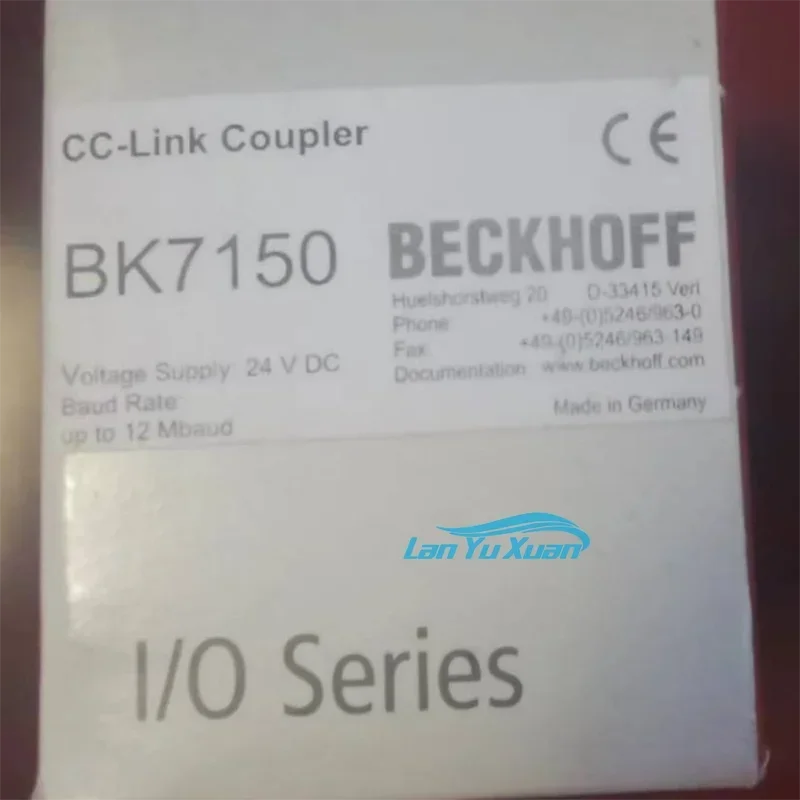 CC-Link Coupler
CE
BK7150
BECKHOFF
Huelshorstweg 20 D-33415 Verl
Phone: +49-(0)5246/963-0
Fax: +49-(0)5246/963-149
Documentation: www.beckhoff.com
Voltage Supply: 24 V DC
Baud Rate:
up to 12 Mbaud
Made in Germany
Lan Yu Xuan
I/O Series